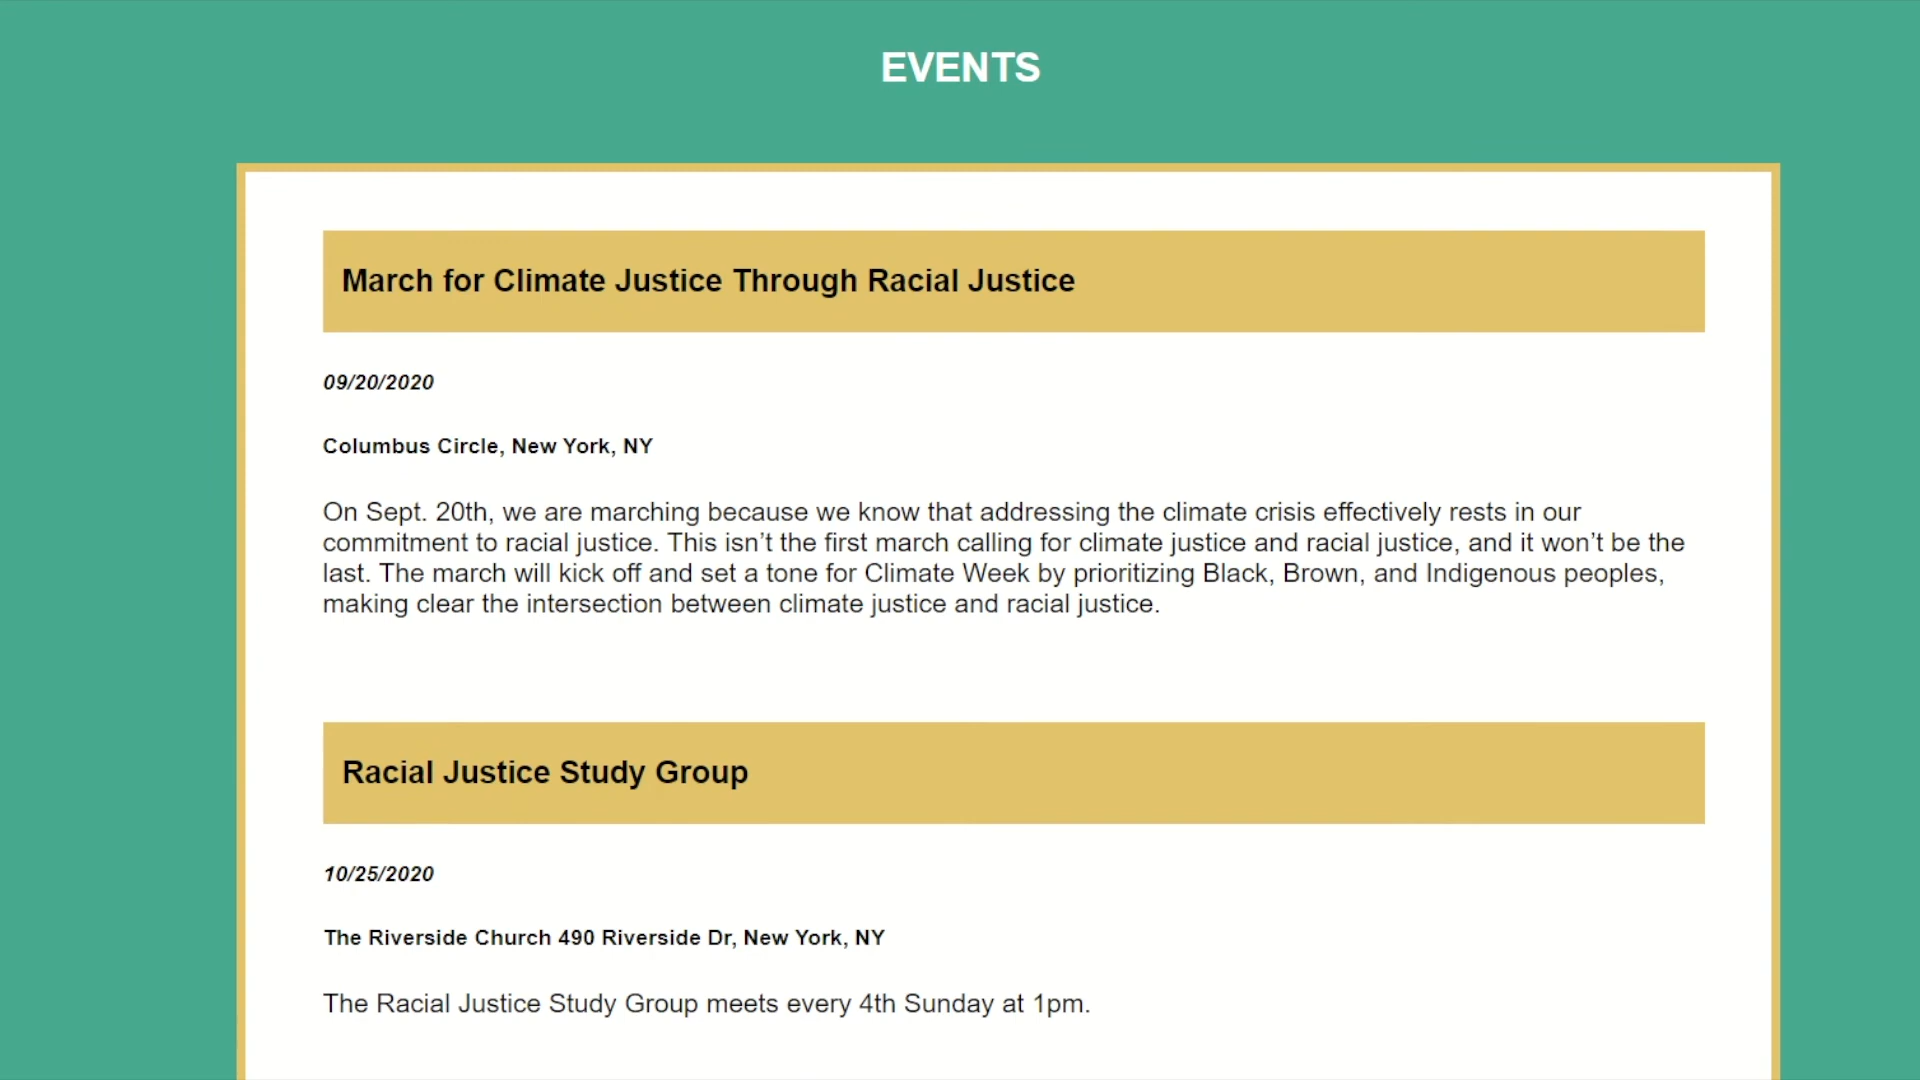 EVENTS
March for Climate Justice Through Racial Justice
09/20/2020
Columbus Circle, New York, NY
On Sept. 20th, we are marching because we know that addressing the climate crisis effectively rests in our
commitment to racial justice. This isn’t the first march calling for climate justice and racial justice, and it won’t be the
last. The march will kick off and set a tone for Climate Week by prioritizing Black, Brown, and Indigenous peoples,
making clear the intersection between climate justice and racial justice.
Racial Justice Study Group
10/25/2020
The Riverside Church 490 Riverside Dr, New York, NY
The Racial Justice Study Group meets every 4th Sunday at 1pm.